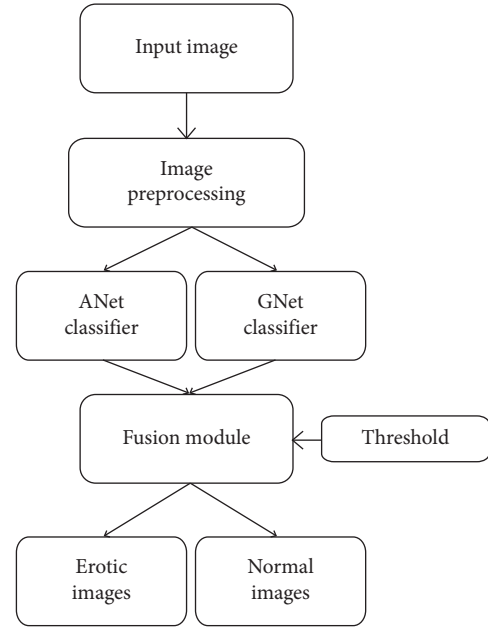 Input image
Image
preprocessing
ANet
classifier
GNet
classifier
Fusion module
Threshold
Erotic
images
Normal
images